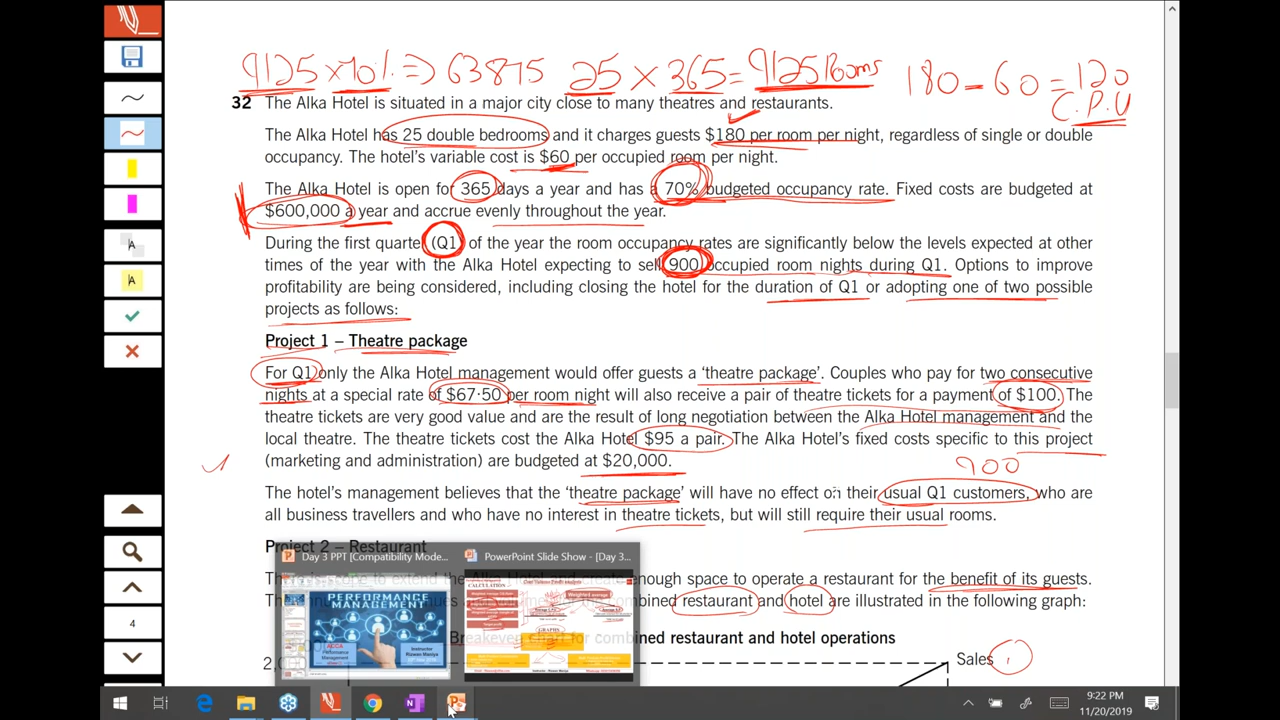 9125 × 70% => 63875 25 × 365 = 9125 Rooms 180 - 60 = 120
C.P.U
32 The Alka Hotel is situated in a major city close to many theatres and restaurants.
The Alka Hotel has 25 double bedrooms and it charges guests $180 per room per night, regardless of single or double
occupancy. The hotel's variable cost is $60 per occupied room per night.
The Alka Hotel is open for 365 days a year and has a 70% budgeted occupancy rate. Fixed costs are budgeted at
$600,000 a year and accrue evenly throughout the year.
During the first quarter (Q1) of the year the room occupancy rates are significantly below the levels expected at other
times of the year with the Alka Hotel expecting to sell 900 occupied room nights during Q1. Options to improve
profitability are being considered, including closing the hotel for the duration of Q1 or adopting one of two possible
projects as follows:
Project 1 – Theatre package
For Q1 only the Alka Hotel management would offer guests a 'theatre package'. Couples who pay for two consecutive
nights at a special rate of $67·50 per room night will also receive a pair of theatre tickets for a payment of $100. The
theatre tickets are very good value and are the result of long negotiation between the Alka Hotel management and the
local theatre. The theatre tickets cost the Alka Hotel $95 a pair. The Alka Hotel's fixed costs specific to this project
(marketing and administration) are budgeted at $20,000.
900
The hotel's management believes that the 'theatre package' will have no effect on their usual Q1 customers, who are
all business travellers and who have no interest in theatre tickets, but will still require their usual rooms.
Project 2 – Restaurant
Day 3 PPT [Compatibility Mode... PowerPoint Slide Show - [Day 3...
enough space to operate a restaurant for the benefit of its guests.
combined restaurant and hotel are illustrated in the following graph:
PERFORMANCE
MANAGEMENT
CALCULATION
Weighted average
GRAPHS
ACCA
Performance
Management
Instructor
Rizwan Maniya
Breakeven chart for combined restaurant and hotel operations
2,0
Sales
4
A
A
9:22 PM
11/20/2019